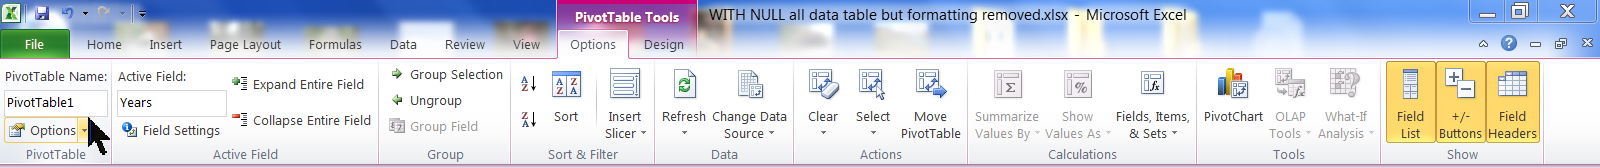 PivotTable Tools
WITH NULL all data table but formatting removed.xlsx - Microsoft Excel
File Home Insert Page Layout Formulas Data Review View Options Design
PivotTable Name:
PivotTable1
Options
PivotTable
Active Field:
Years
Field Settings
Expand Entire Field
Collapse Entire Field
Active Field
Group Selection
Ungroup
Group Field
Group
Sort
Insert
Slicer
Sort & Filter
Refresh
Change Data
Source
Data
Clear
Select
Move
PivotTable
Actions
Summarize
Values By
Show
Values As
Fields, Items,
& Sets
Calculations
PivotChart
OLAP
Tools
What-If
Analysis
Tools
Field
List
+/-
Buttons
Field
Headers
Show